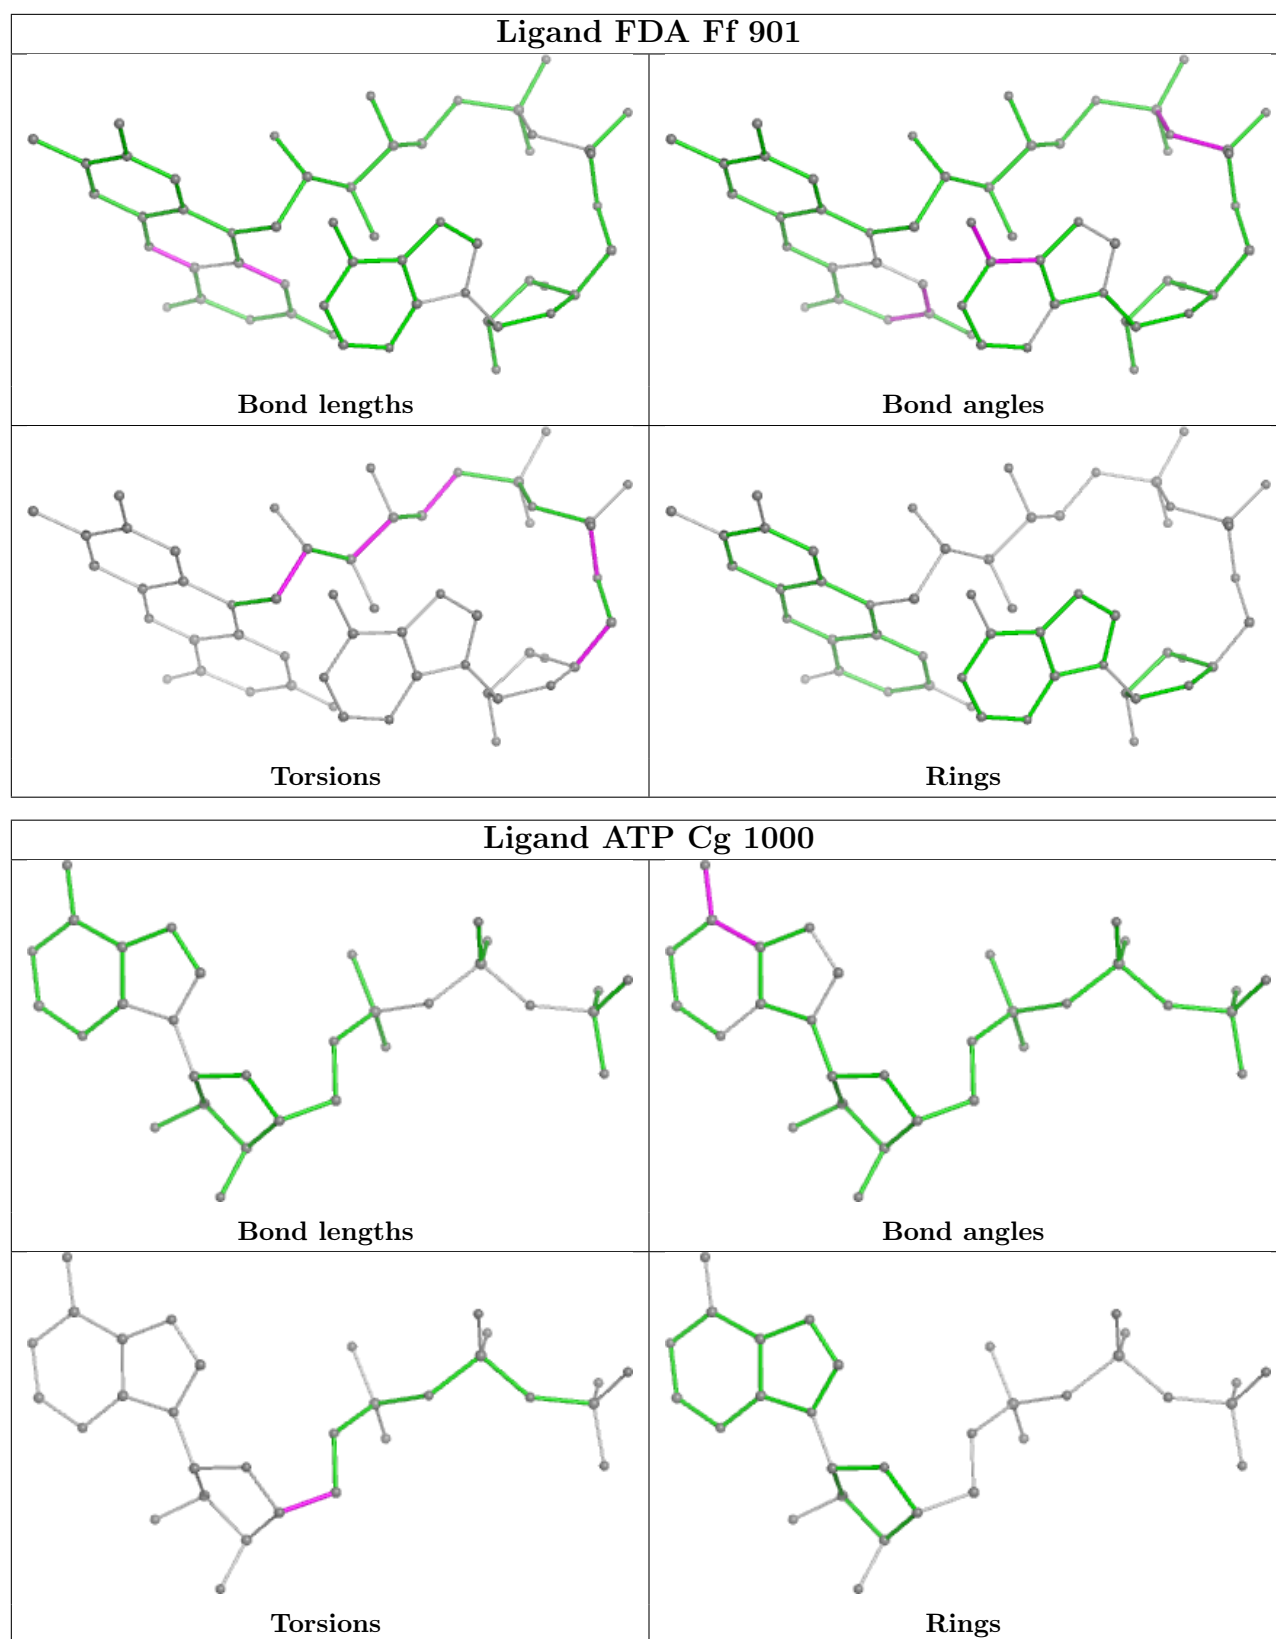 Ligand FDA Ff 901
Bond lengths
Bond angles
Torsions
Rings
Ligand ATP Cg 1000
Bond lengths
Bond angles
Torsions
Rings